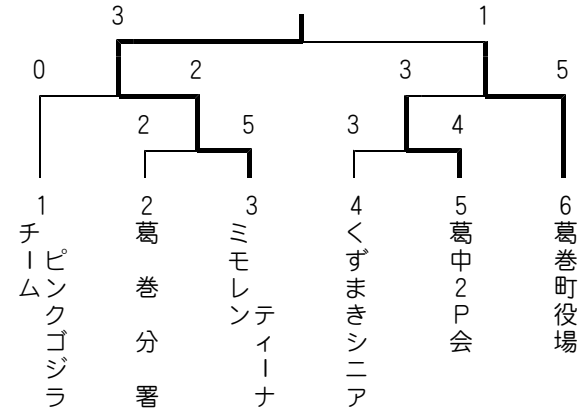 3 1
0 2 3 5
2 5 3 4
1 2 3 4 5 6
チーム
ピンクゴジラ
葛巻分署
ミモレン
ティーナ
くずまきシニア
葛中2P会
葛巻町役場